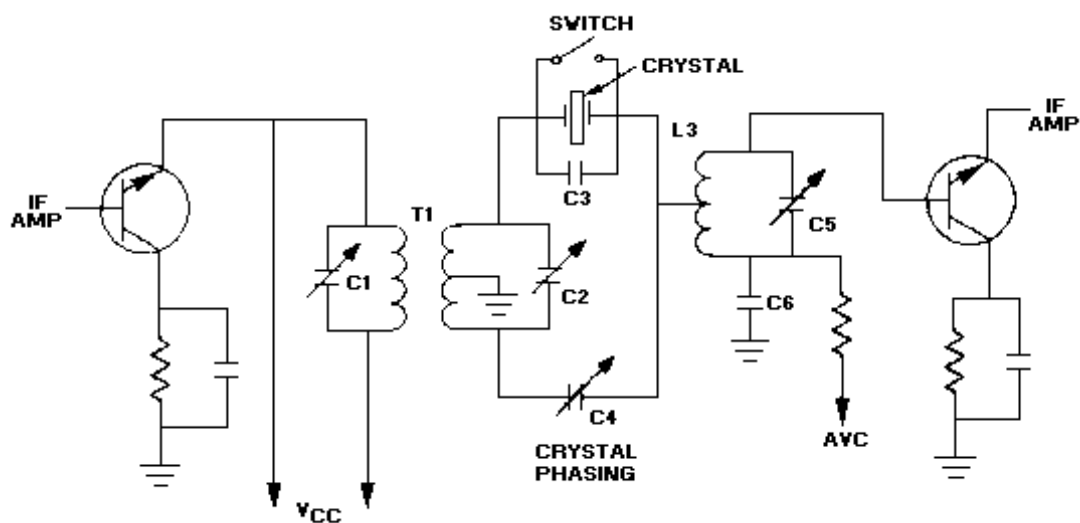 SWITCH
CRYSTAL
L3
IF
AMP
IF
AMP
C3
T1
C5
C1
C2
C6
C4
AVC
CRYSTAL
PHASING
VCC